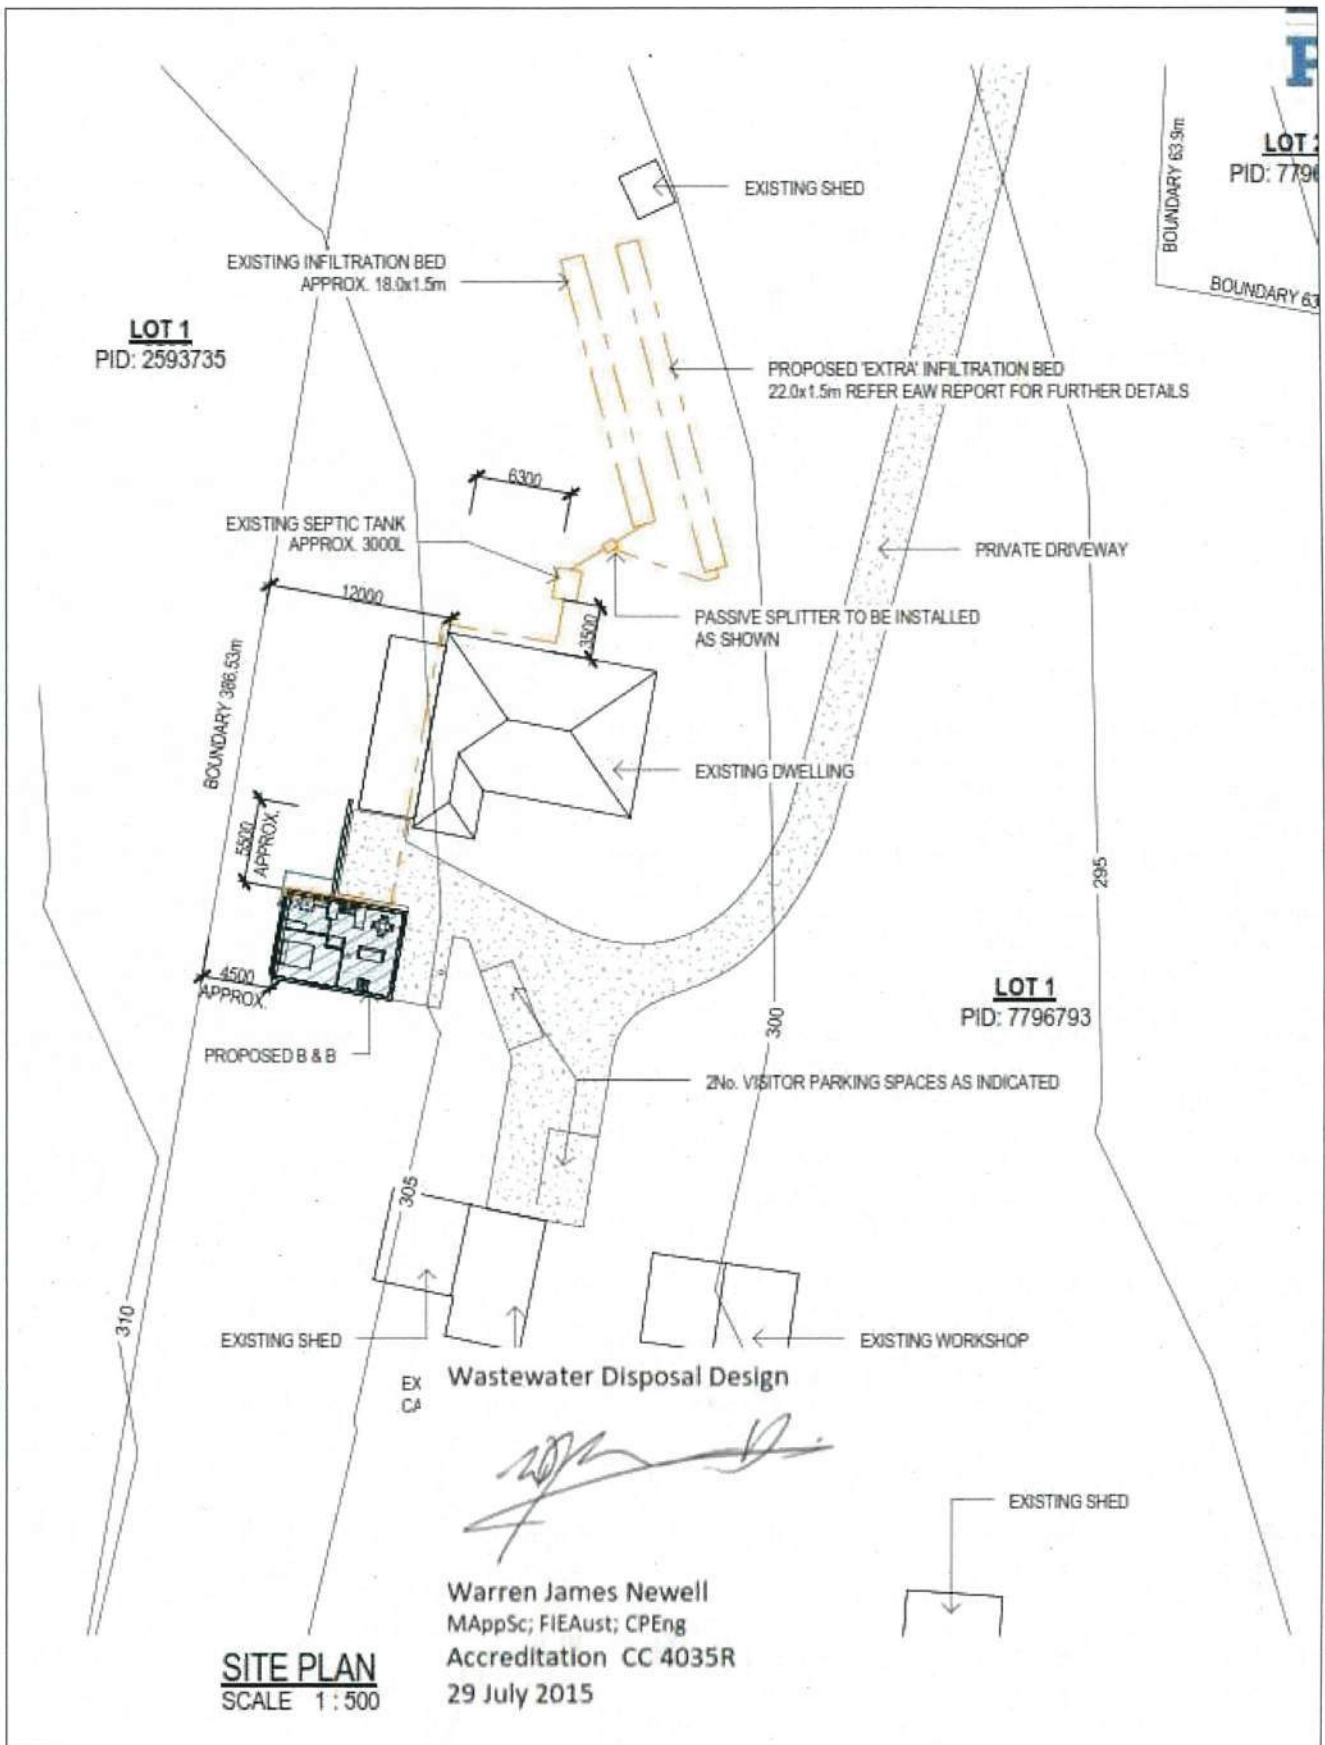 P
LOT 2
PID: 7796
BOUNDARY 63.9m
BOUNDARY 63
EXISTING SHED
EXISTING INFILTRATION BED
APPROX. 18.0x1.5m
LOT 1
PID: 2593735
PROPOSED 'EXTRA' INFILTRATION BED
22.0x1.5m REFER EAW REPORT FOR FURTHER DETAILS
6300
EXISTING SEPTIC TANK
APPROX. 3000L
PRIVATE DRIVEWAY
12000
3500
PASSIVE SPLITTER TO BE INSTALLED
AS SHOWN
BOUNDARY 386.53m
EXISTING DWELLING
5500
APPROX.
295
4500
APPROX.
LOT 1
PID: 7796793
300
PROPOSED B & B
2No. VISITOR PARKING SPACES AS INDICATED
305
310
EXISTING SHED
EXISTING WORKSHOP
EX
CA
Wastewater Disposal Design
EXISTING SHED
Warren James Newell
MAppSc; FIEAust; CPEng
Accreditation CC 4035R
29 July 2015
SITE PLAN
SCALE 1 : 500